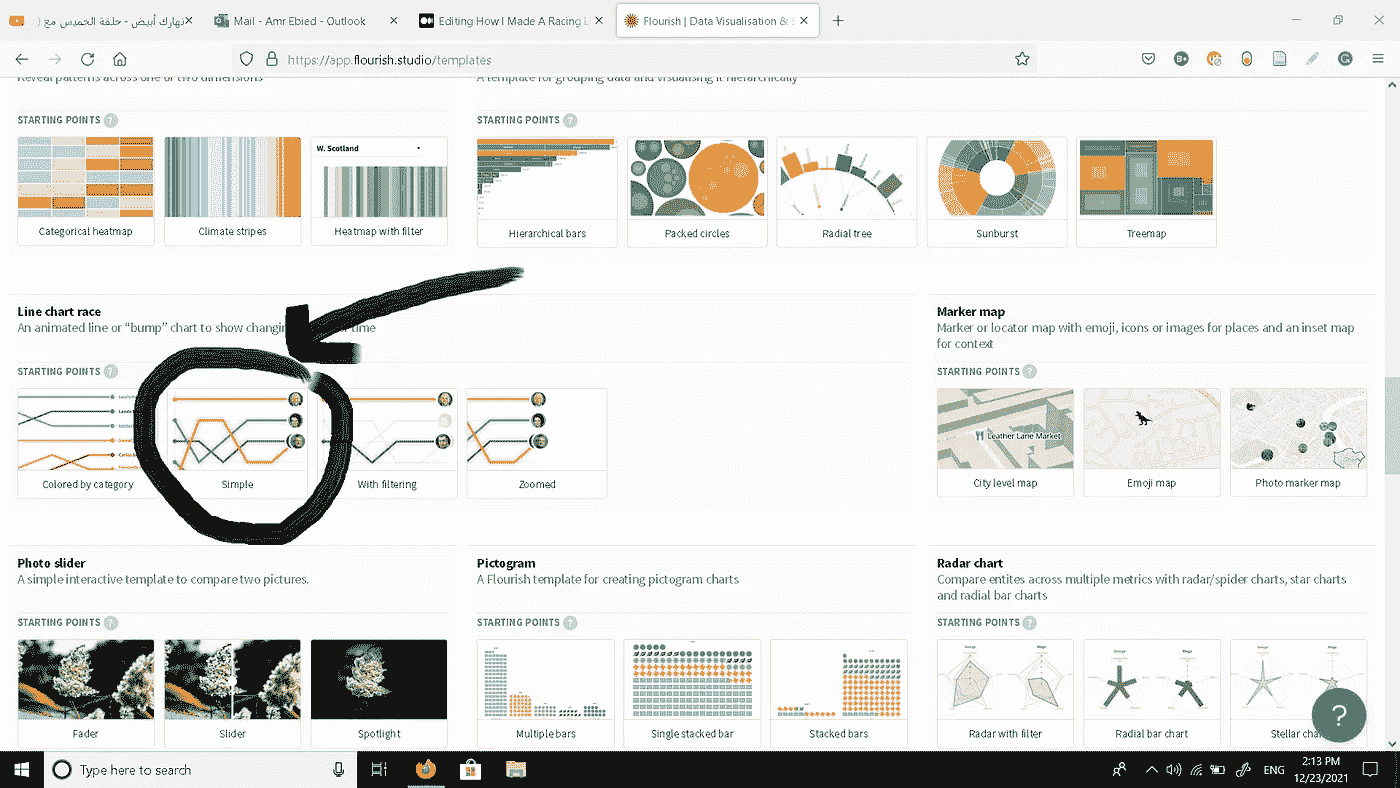 نهارك أبيض - حلقة الخميس مع (
Mail - Amr Ebied - Outlook
Editing How I Made A Racing Li
Flourish | Data Visualisation & S
https://app.flourish.studio/templates
Reveal patterns across one or two dimensions
A template for grouping data and visualising it hierarchically
STARTING POINTS ?
STARTING POINTS ?
W. Scotland
Categorical heatmap
Climate stripes
Heatmap with filter
Hierarchical bars
Packed circles
Radial tree
Sunburst
Treemap
Line chart race
An animated line or “bump” chart to show changin time
Marker map
Marker or locator map with emoji, icons or images for places and an inset map
for context
STARTING POINTS ?
STARTING POINTS ?
Leather Lane Market
Colored by category
Simple
With filtering
Zoomed
City level map
Emoji map
Photo marker map
Photo slider
A simple interactive template to compare two pictures.
Pictogram
A Flourish template for creating pictogram charts
Radar chart
Compare entites across multiple metrics with radar/spider charts, star charts
and radial bar charts
STARTING POINTS ?
STARTING POINTS ?
STARTING POINTS ?
Fader
Slider
Spotlight
Multiple bars
Single stacked bar
Stacked bars
Radar with filter
Radial bar chart
Stellar cha
?
Type here to search
ENG
2:13 PM
12/23/2021